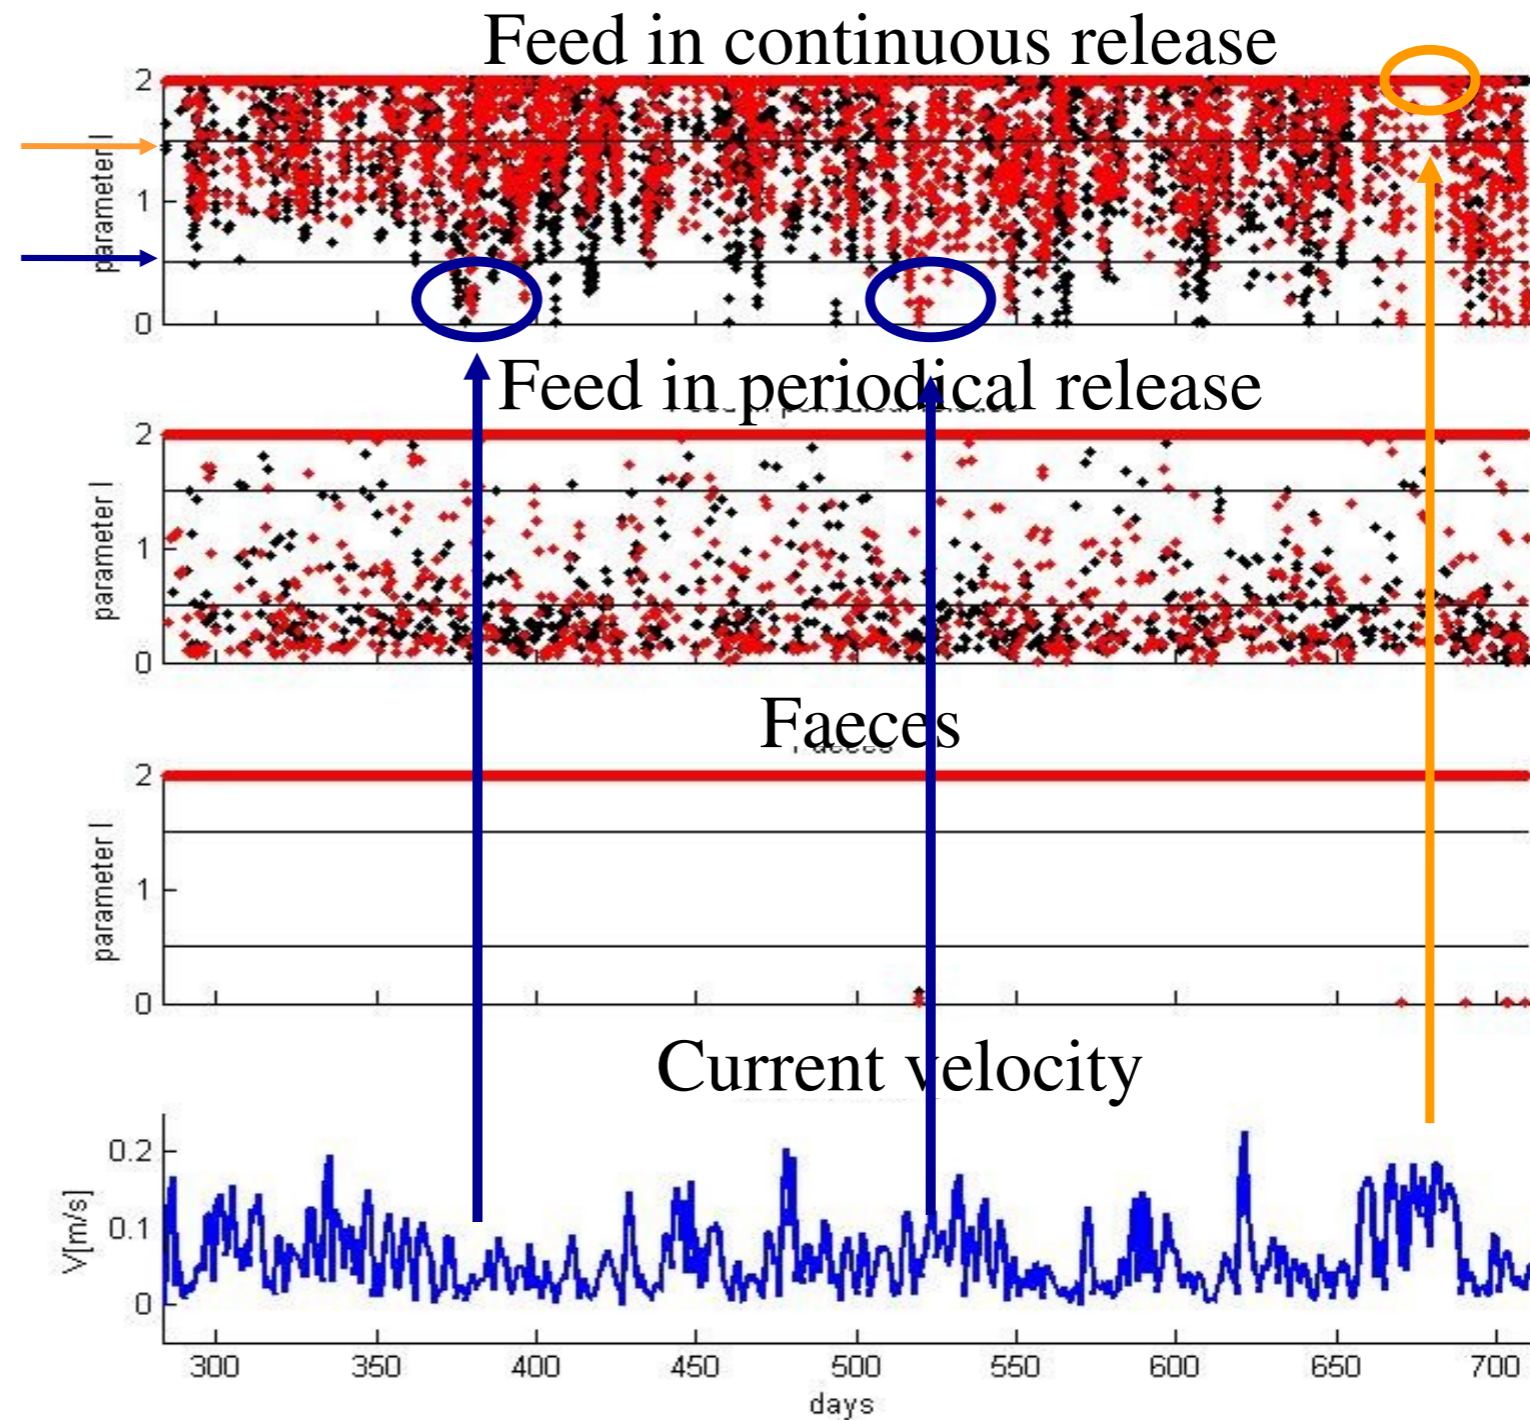 Feed in continuous release
2
1
0
parameter I
Feed in periodical release
2
1
0
parameter I
Faeces
Faeces
2
1
0
parameter I
Current velocity
0.2
0.1
0
V[m/s]
300 350 400 450 500 550 600 650 700
days